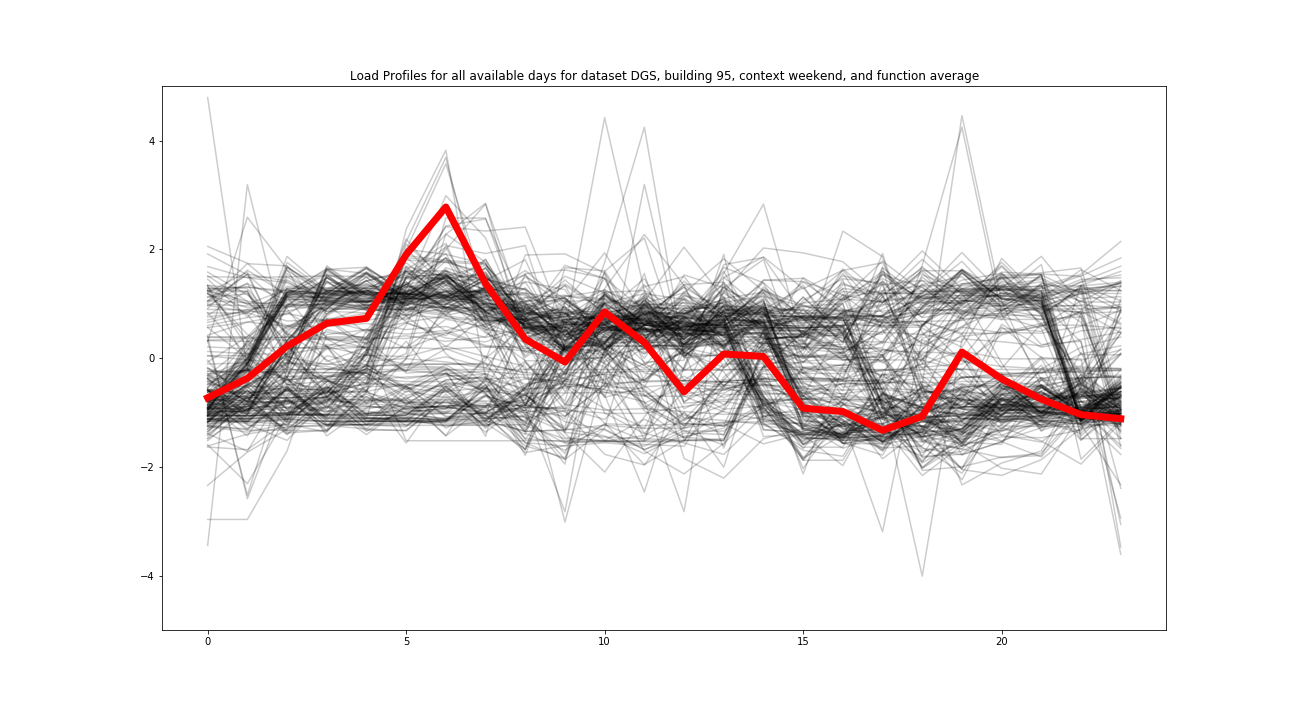 Load Profiles for all available days for dataset DGS, building 95, context weekend, and function average
4
2
0
−2
−4
0 5 10 15 20